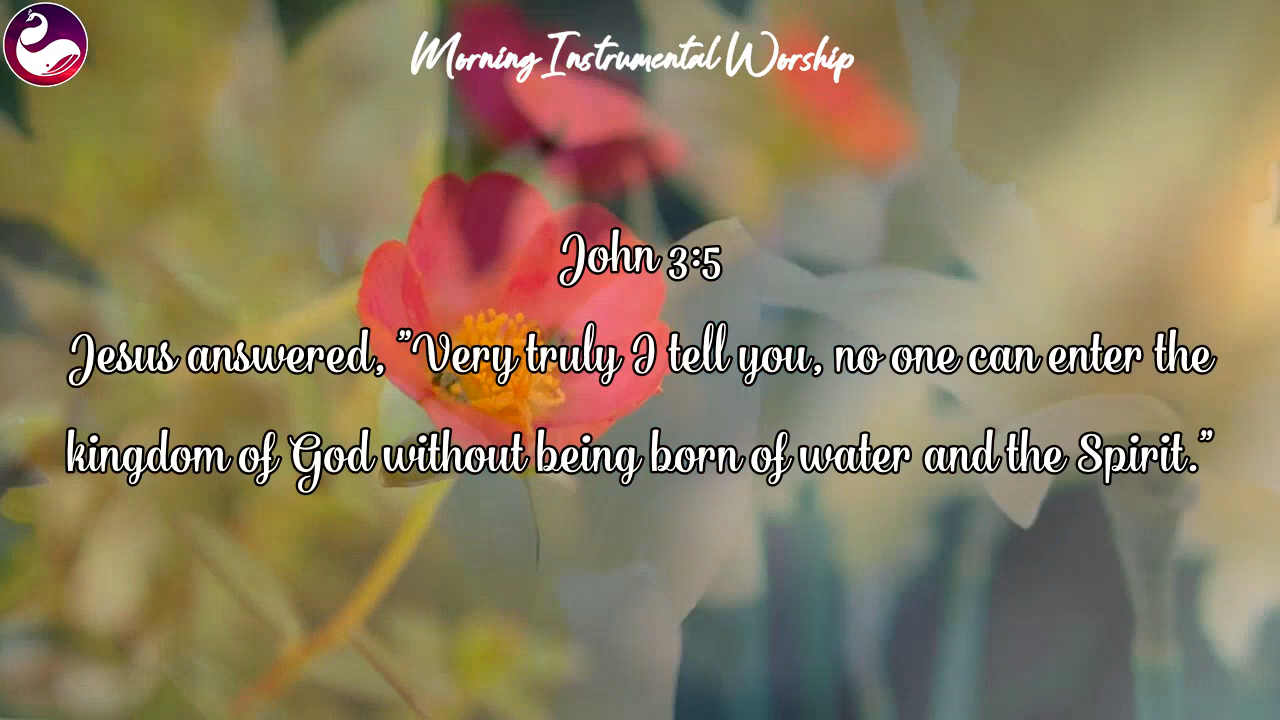 Morning Instrumental Worship
John 3:5
Jesus answered, "Very truly I tell you, no one can enter the
kingdom of God without being born of water and the Spirit."